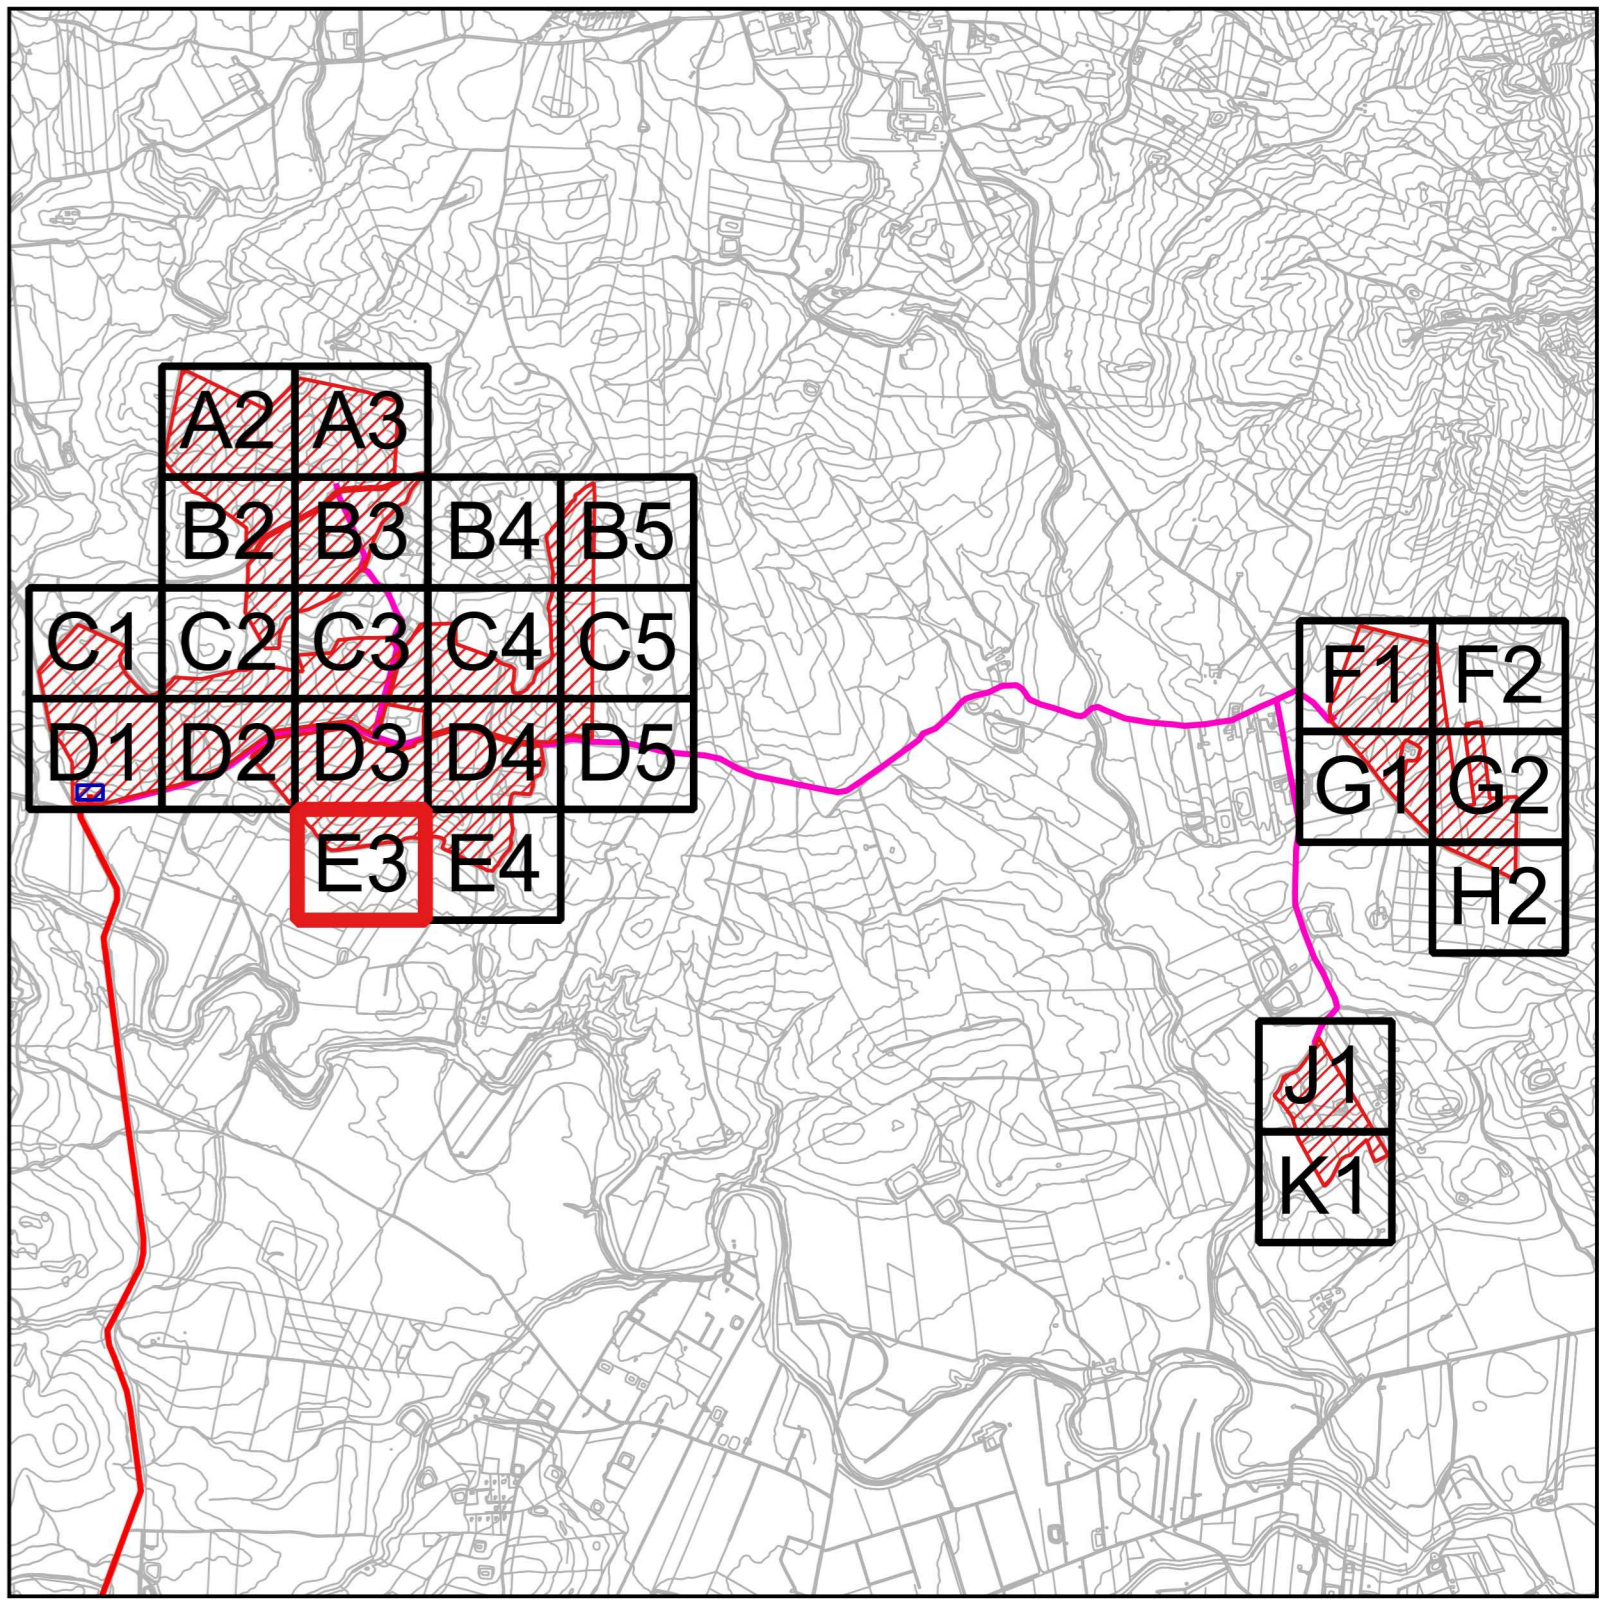 A2 A3
B2 B3 B4 B5
C1 C2 C3 C4 C5
D1 D2 D3 D4 D5
E3 E4
F1 F2
G1 G2
H2
J1
K1